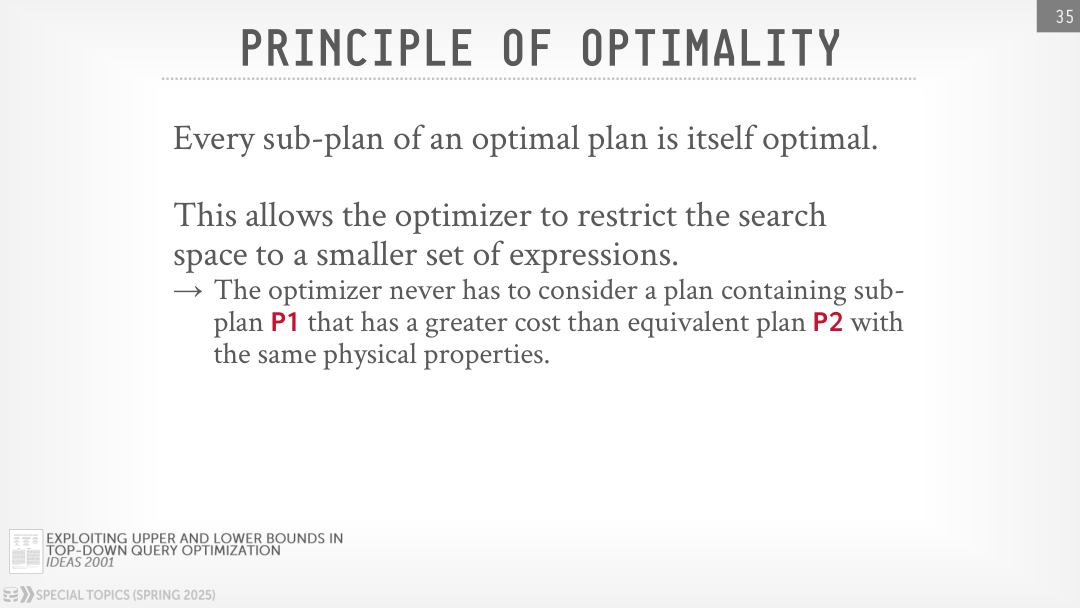 35
PRINCIPLE OF OPTIMALITY
Every sub-plan of an optimal plan is itself optimal.
This allows the optimizer to restrict the search
space to a smaller set of expressions.
→ The optimizer never has to consider a plan containing sub-
plan P1 that has a greater cost than equivalent plan P2 with
the same physical properties.
EXPLOITING UPPER AND LOWER BOUNDS IN
TOP-DOWN QUERY OPTIMIZATION
IDEAS 2001
SPECIAL TOPICS (SPRING 2025)